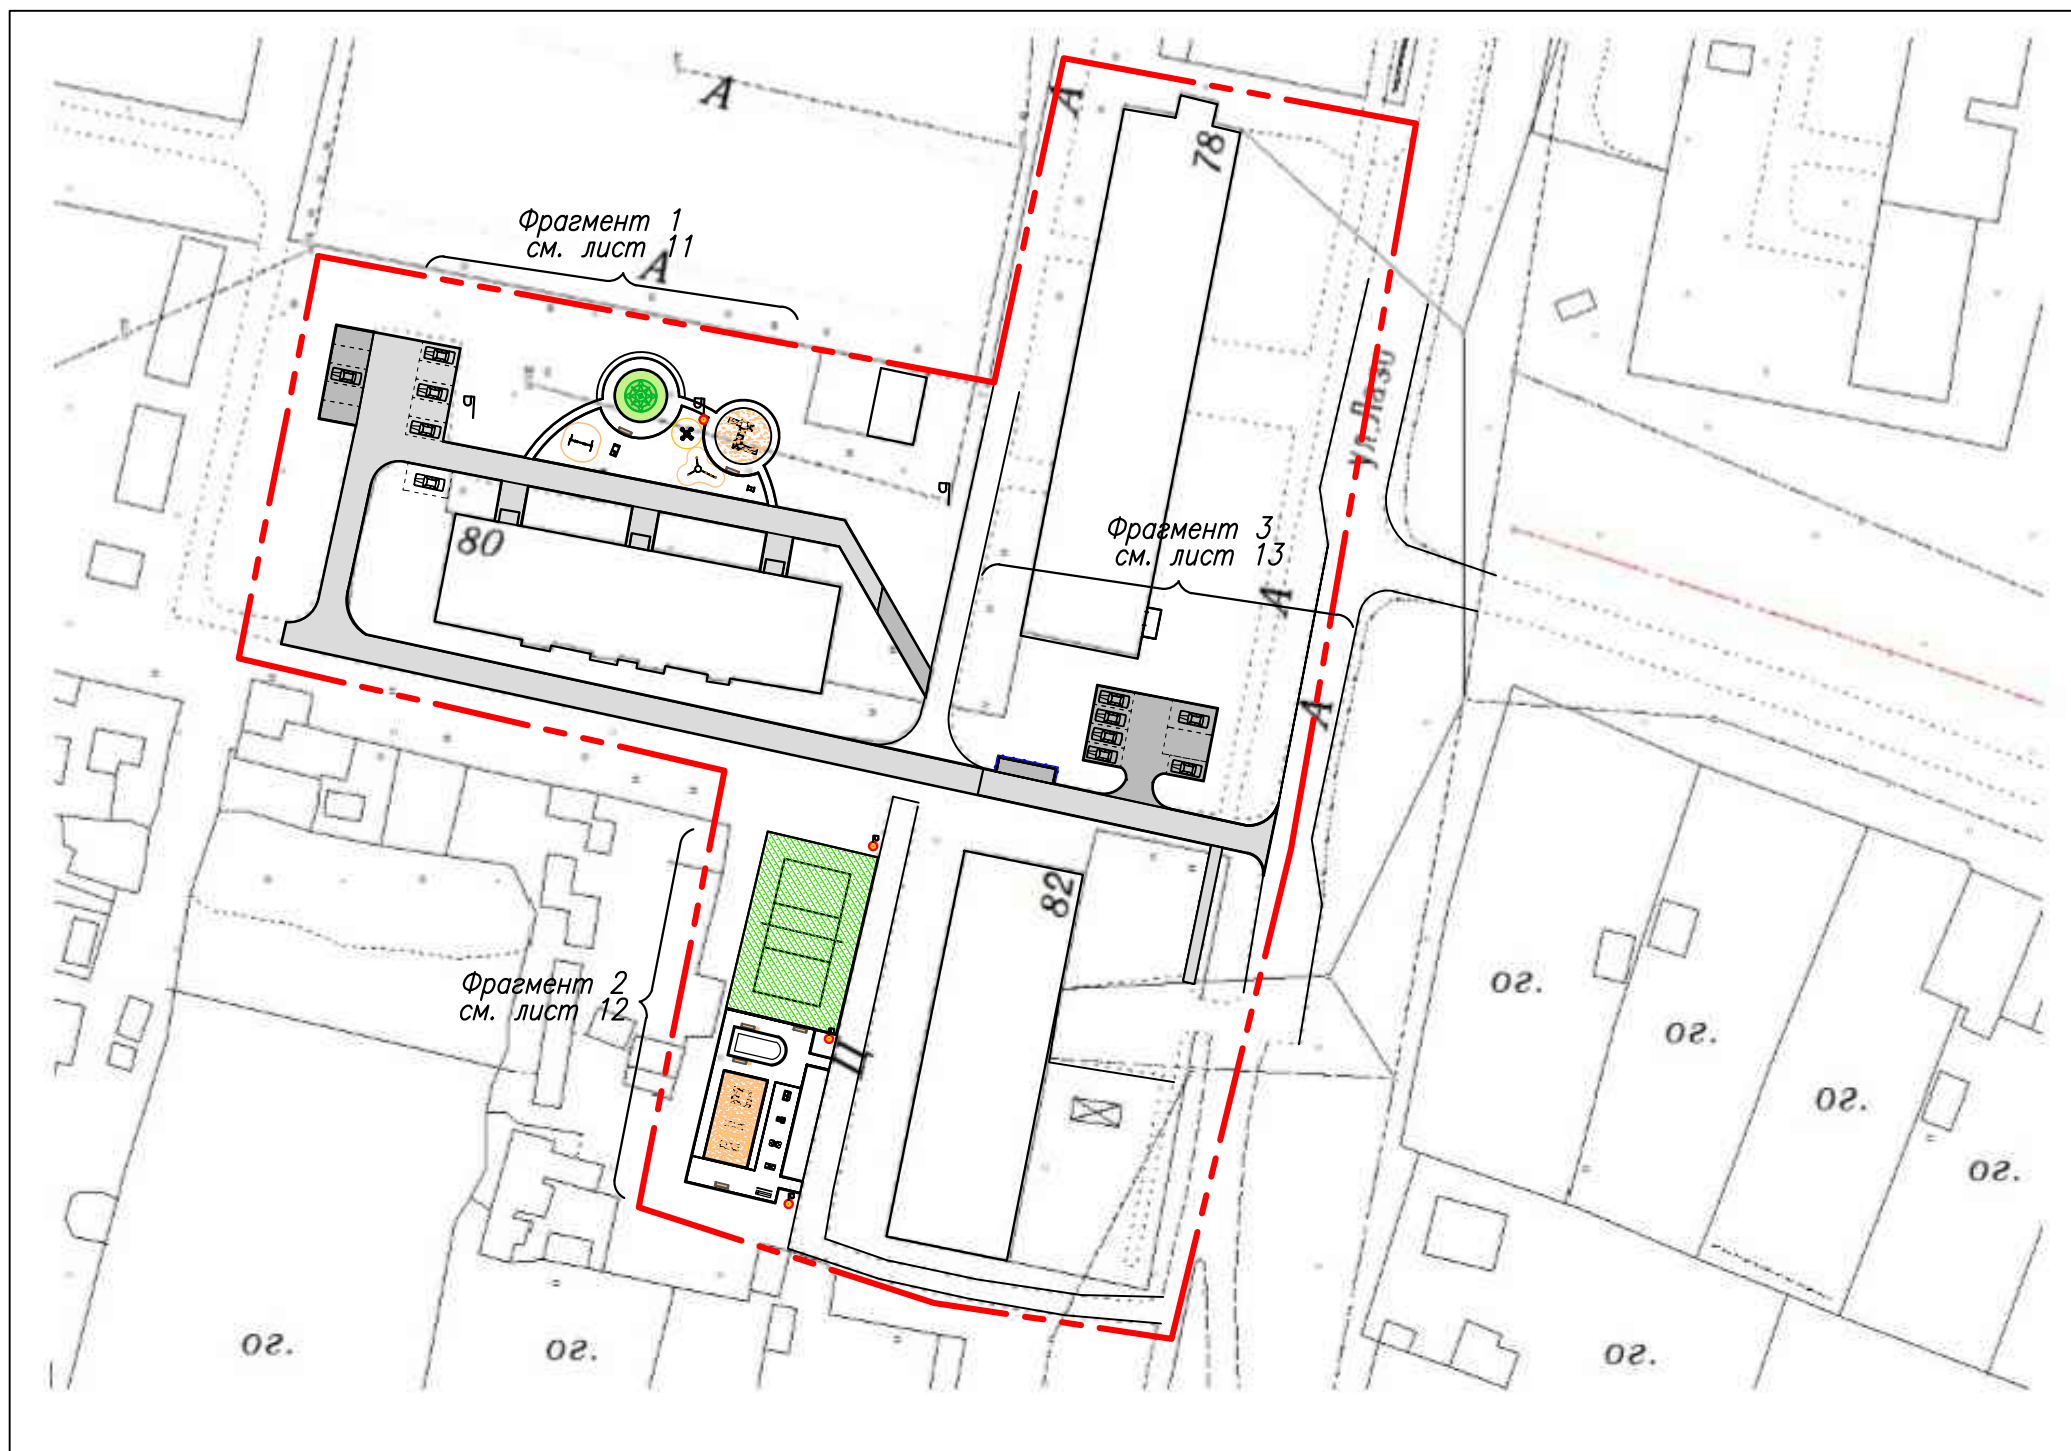 А
А
78
Фрагмент 1
см. лист 11
А
ул.Лазо
80
Фрагмент 3
см. лист 13
А
А
82
Фрагмент 2
см. лист 12
ог.
ог.
ог.
ог.
ог.
ог.
ог.